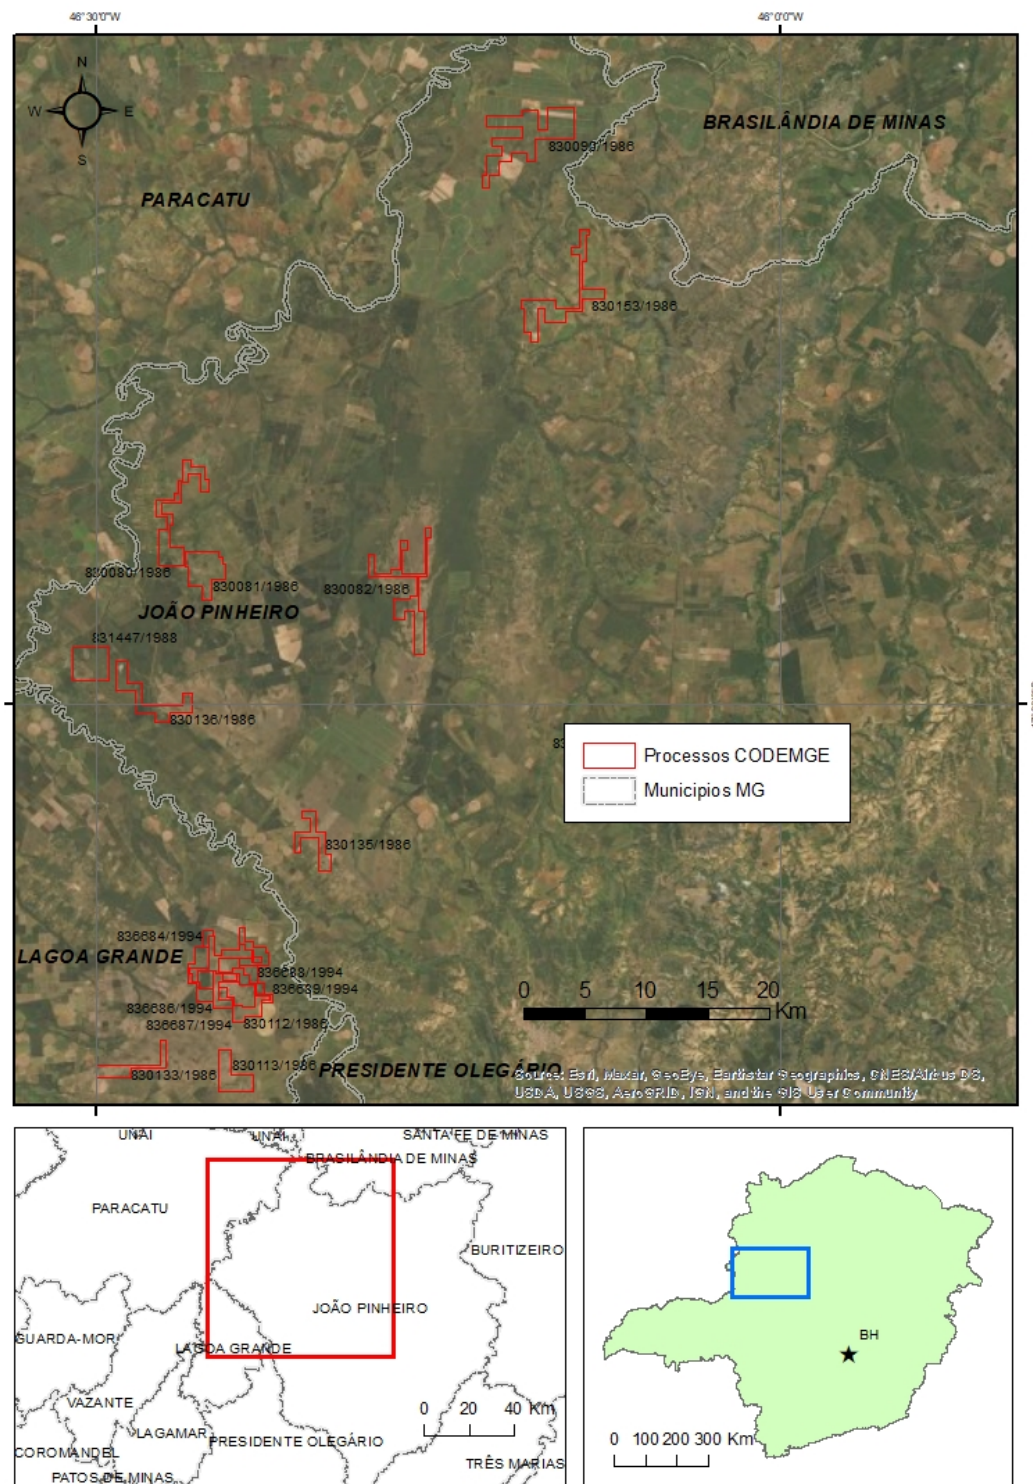 46°30'0"W
46°0'0"W
N
W E
S
BRASILÂNDIA DE MINAS
830099/1986
PARACATU
830153/1986
830080/1986
830081/1986
830082/1986
JOÃO PINHEIRO
831447/1988
830136/1986
Processos CODEMGE
Municipios MG
830135/1986
836684/1994
LAGOA GRANDE
836688/1994
836689/1994
836686/1994
836687/1994
830112/1986
0 5 10 15 20
Km
830113/1986
PRESIDENTE OLEGÁRIO
830133/1986
Source: Esri, Maxar, GeoEye, Earthstar Geographics, CNES/Airbus DS,
USDA, USGS, AeroGRID, IGN, and the GIS User Community
UNAI
UNAI
SANTA FE DE MINAS
BRASILÂNDIA DE MINAS
PARACATU
BURITIZEIRO
JOÃO PINHEIRO
GUARDA-MOR
LAGOA GRANDE
VAZANTE
0 20 40 Km
LAGAMAR
PRESIDENTE OLEGÁRIO
COROMANDEL
TRÊS MARIAS
PATOS DE MINAS
BH
0 100 200 300 Km